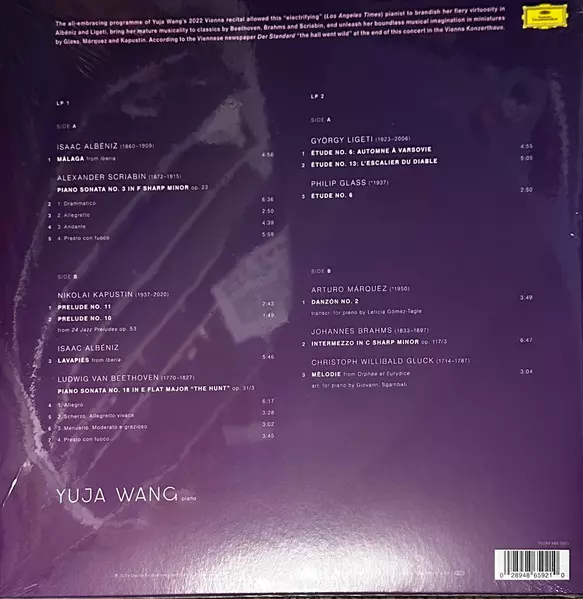 The all-embracing programme of Yuja Wang's 2022 Vienna recital allowed this "electrifying" (Los Angeles Times) pianist to brandish her fiery virtuosity in
Albéniz and Ligeti, bring her mature musicality to classics by Beethoven, Brahms and Scriabin, and unleash her boundless musical imagination in miniatures
by Glass, Márquez and Kapustin. According to the Viennese newspaper Der Standard "the hall went wild" at the end of this concert in the Vienna Konzerthaus.
LP 1
SIDE A
ISAAC ALBÉNIZ (1860–1909)
1 MÁLAGA from Iberia 4:56
ALEXANDER SCRIABIN (1872–1915)
PIANO SONATA NO. 3 IN F SHARP MINOR op. 23
2 1. Drammatico 6:36
3 2. Allegretto 2:50
4 3. Andante 4:39
5 4. Presto con fuoco 5:59
SIDE B
NIKOLAI KAPUSTIN (1937–2020)
1 PRELUDE NO. 11 2:43
2 PRELUDE NO. 10 1:49
from 24 Jazz Preludes op. 53
ISAAC ALBÉNIZ
3 LAVAPIÉS from Iberia 5:46
LUDWIG VAN BEETHOVEN (1770–1827)
PIANO SONATA NO. 18 IN E FLAT MAJOR "THE HUNT" op. 31/3
4 1. Allegro 6:17
5 2. Scherzo. Allegretto vivace 3:28
6 3. Menuetto. Moderato e grazioso 3:02
7 4. Presto con fuoco 3:45
LP 2
SIDE A
GYÖRGY LIGETI (1923–2006)
1 ÉTUDE NO. 6: AUTOMNE À VARSOVIE 4:55
2 ÉTUDE NO. 13: L'ESCALIER DU DIABLE 5:05
PHILIP GLASS (*1937)
3 ÉTUDE NO. 6 2:50
SIDE B
ARTURO MÁRQUEZ (*1950)
1 DANZÓN NO. 2 3:49
transcr. for piano by Leticia Gómez-Tagle
JOHANNES BRAHMS (1833–1897)
2 INTERMEZZO IN C SHARP MINOR op. 117/3 6:47
CHRISTOPH WILLIBALD GLUCK (1714–1787)
3 MÉLODIE from Orphée et Eurydice 3:04
arr. for piano by Giovanni Sgambati
YUJA WANG piano
0 28948 65921 0